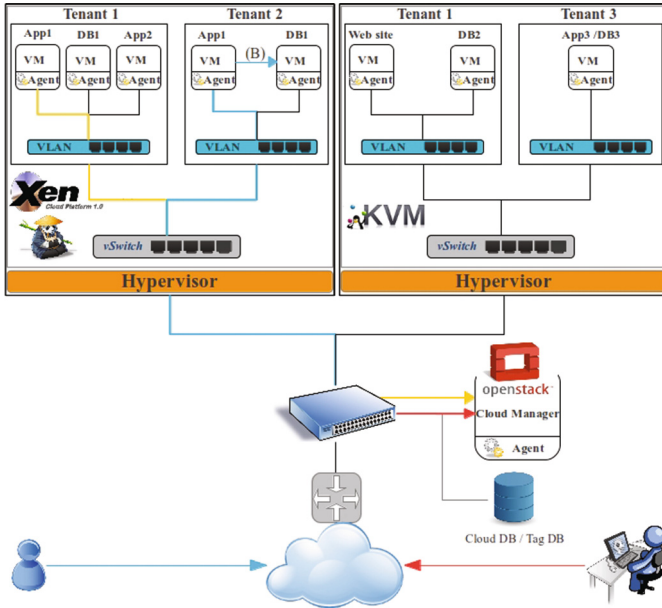 Tenant 1
Tenant 2
Tenant 1
Tenant 3
App1
DB1
App2
App1
DB1
Web site
DB2
App3 /DB3
(B)
VM
VM
VM
VM
VM
VM
VM
VM
Agent
Agent
Agent
Agent
Agent
Agent
Agent
Agent
VLAN
VLAN
VLAN
VLAN
Xen
Cloud Platform 1.0
KVM
vSwitch
vSwitch
Hypervisor
Hypervisor
openstack
Cloud Manager
Agent
Cloud DB / Tag DB